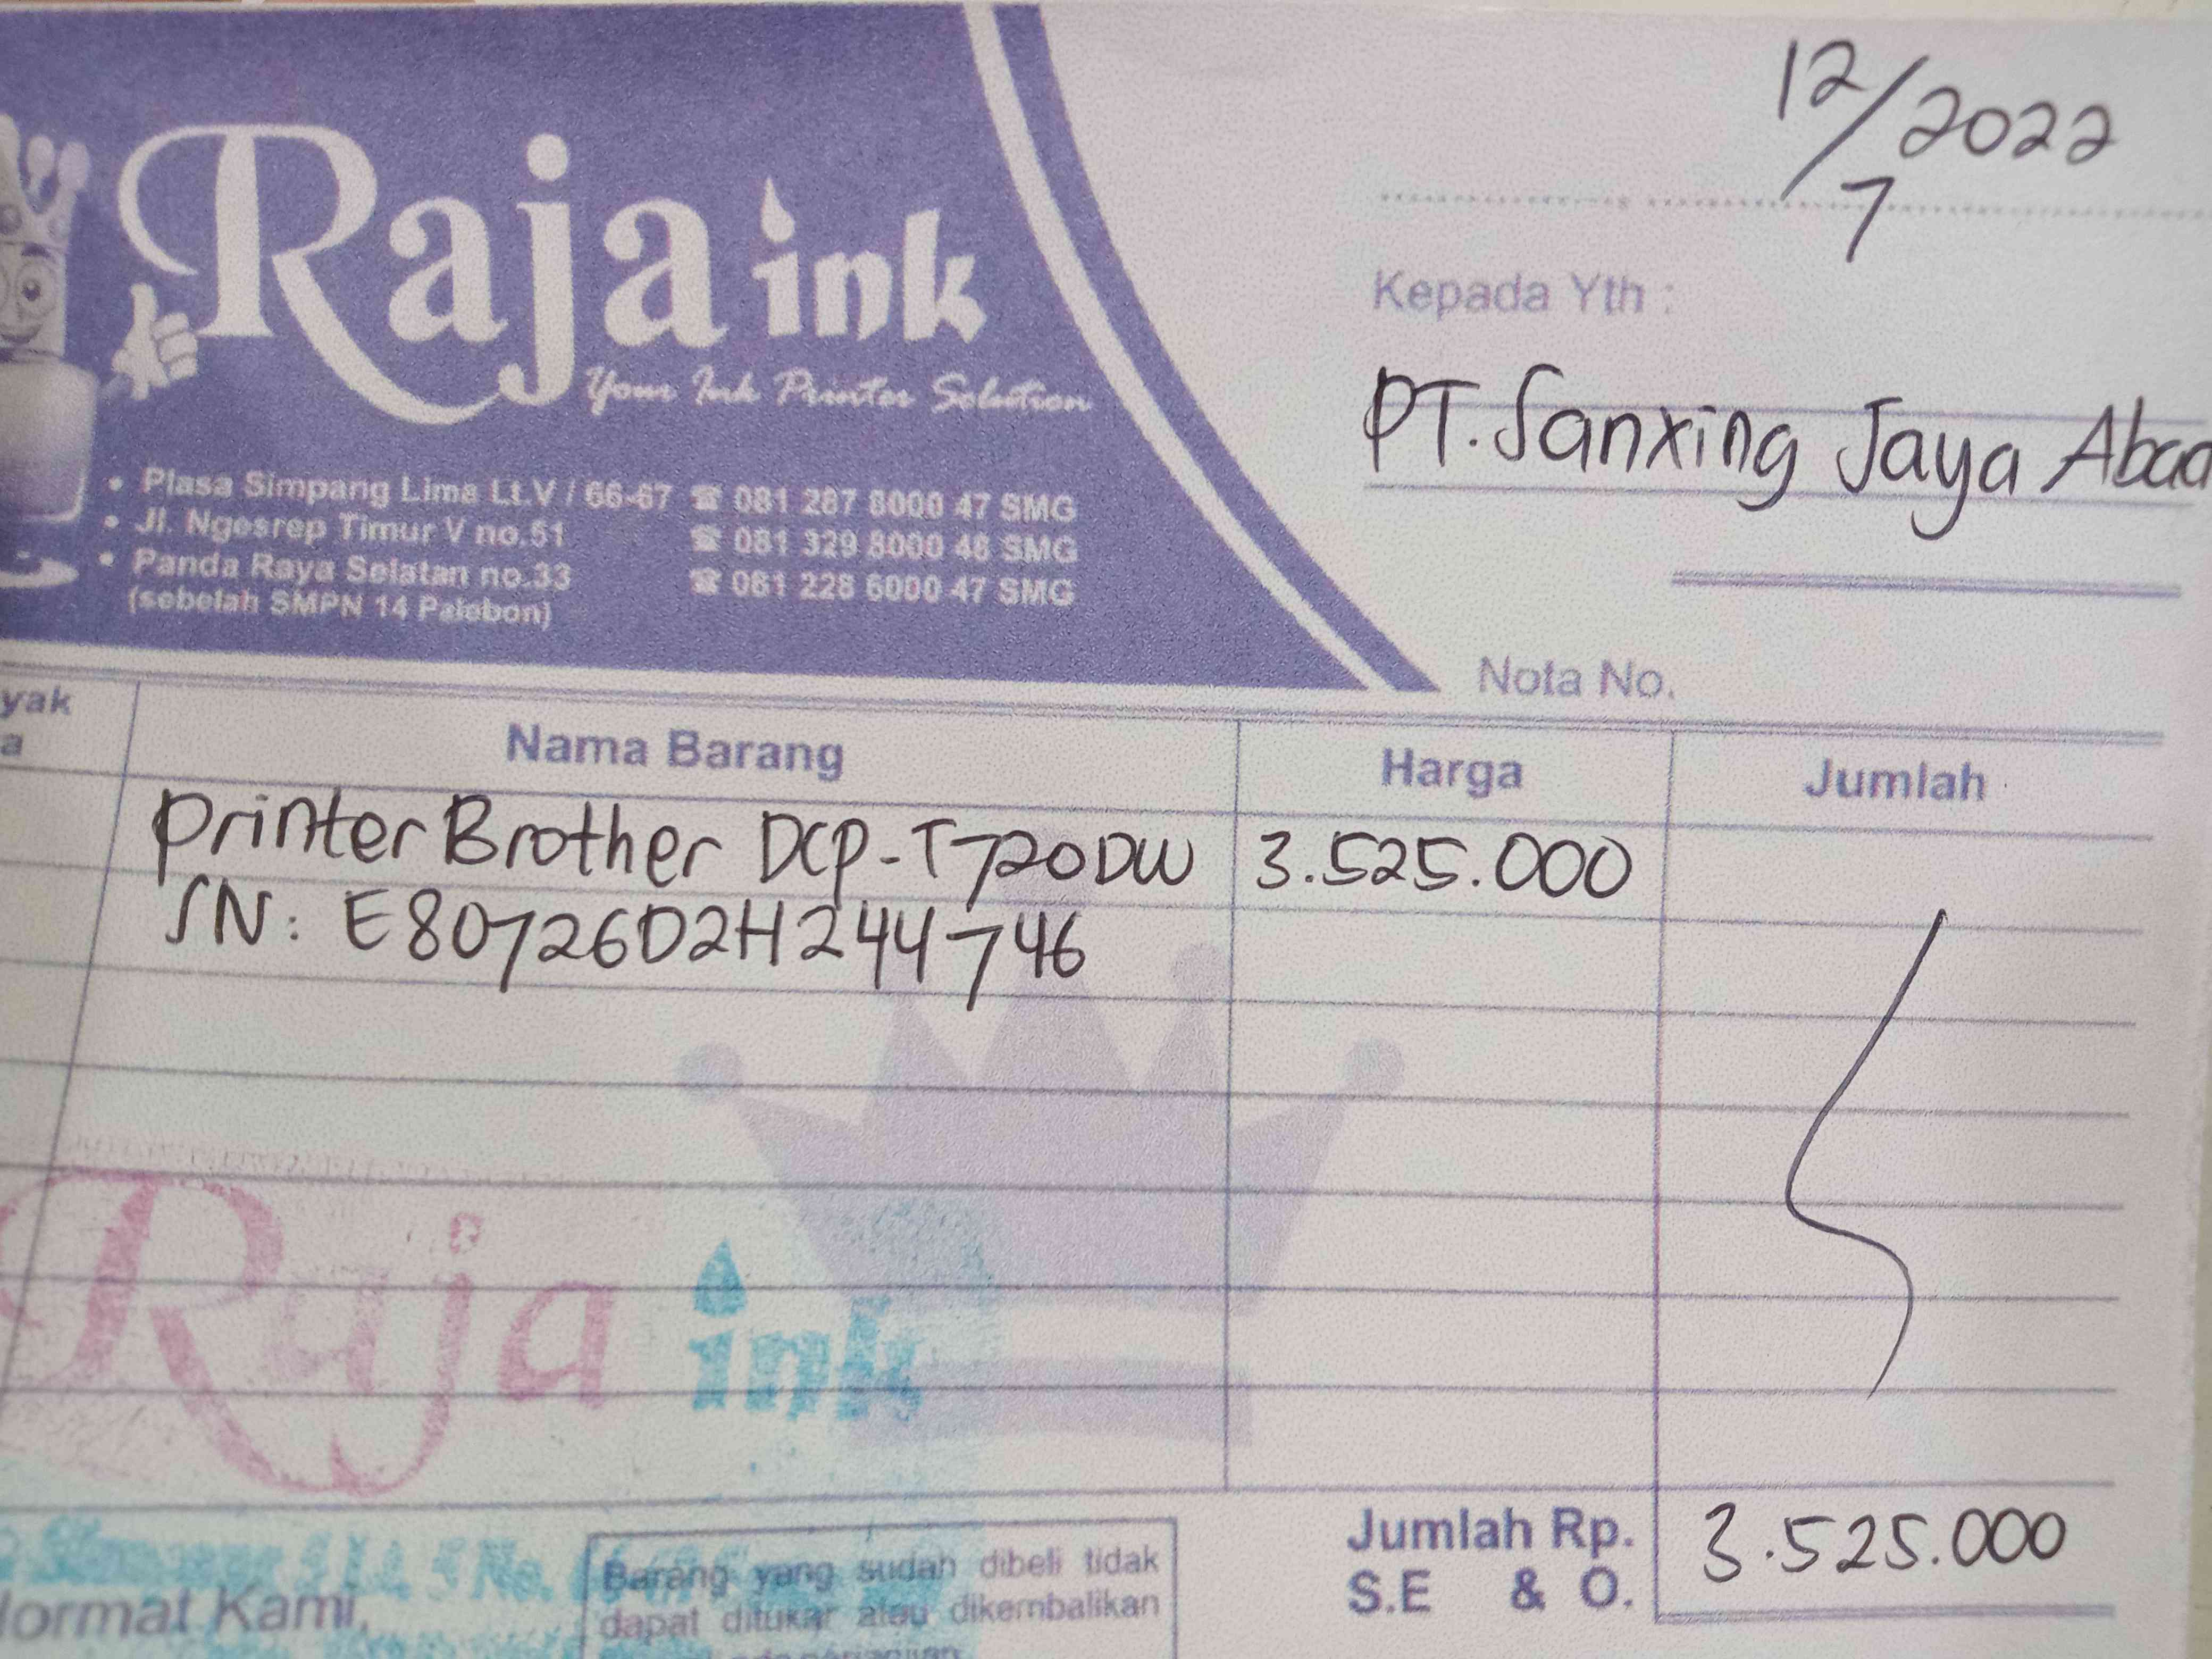 12/7 2022
Raja ink
Your Ink Printer Solution
Kepada Yth :
PT. Sanxing Jaya Abad
• Plasa Simpang Lima Lt.V / 66-67 ☎ 081 287 8000 47 SMG
• Jl. Ngesrep Timur V no.51 ☎ 081 329 8000 48 SMG
• Panda Raya Selatan no.33 ☎ 081 228 6000 47 SMG
(sebelah SMPN 14 Palebon)
Nota No.
yak
a
Nama Barang Harga Jumlah
Printer Brother DCP-T720DW 3.525.000
SN: E80726D2H244746
Raja ink
Jumlah Rp. 3.525.000
S.E & O.
Hormat Kami,
Barang yang sudah dibeli tidak
dapat ditukar atau dikembalikan